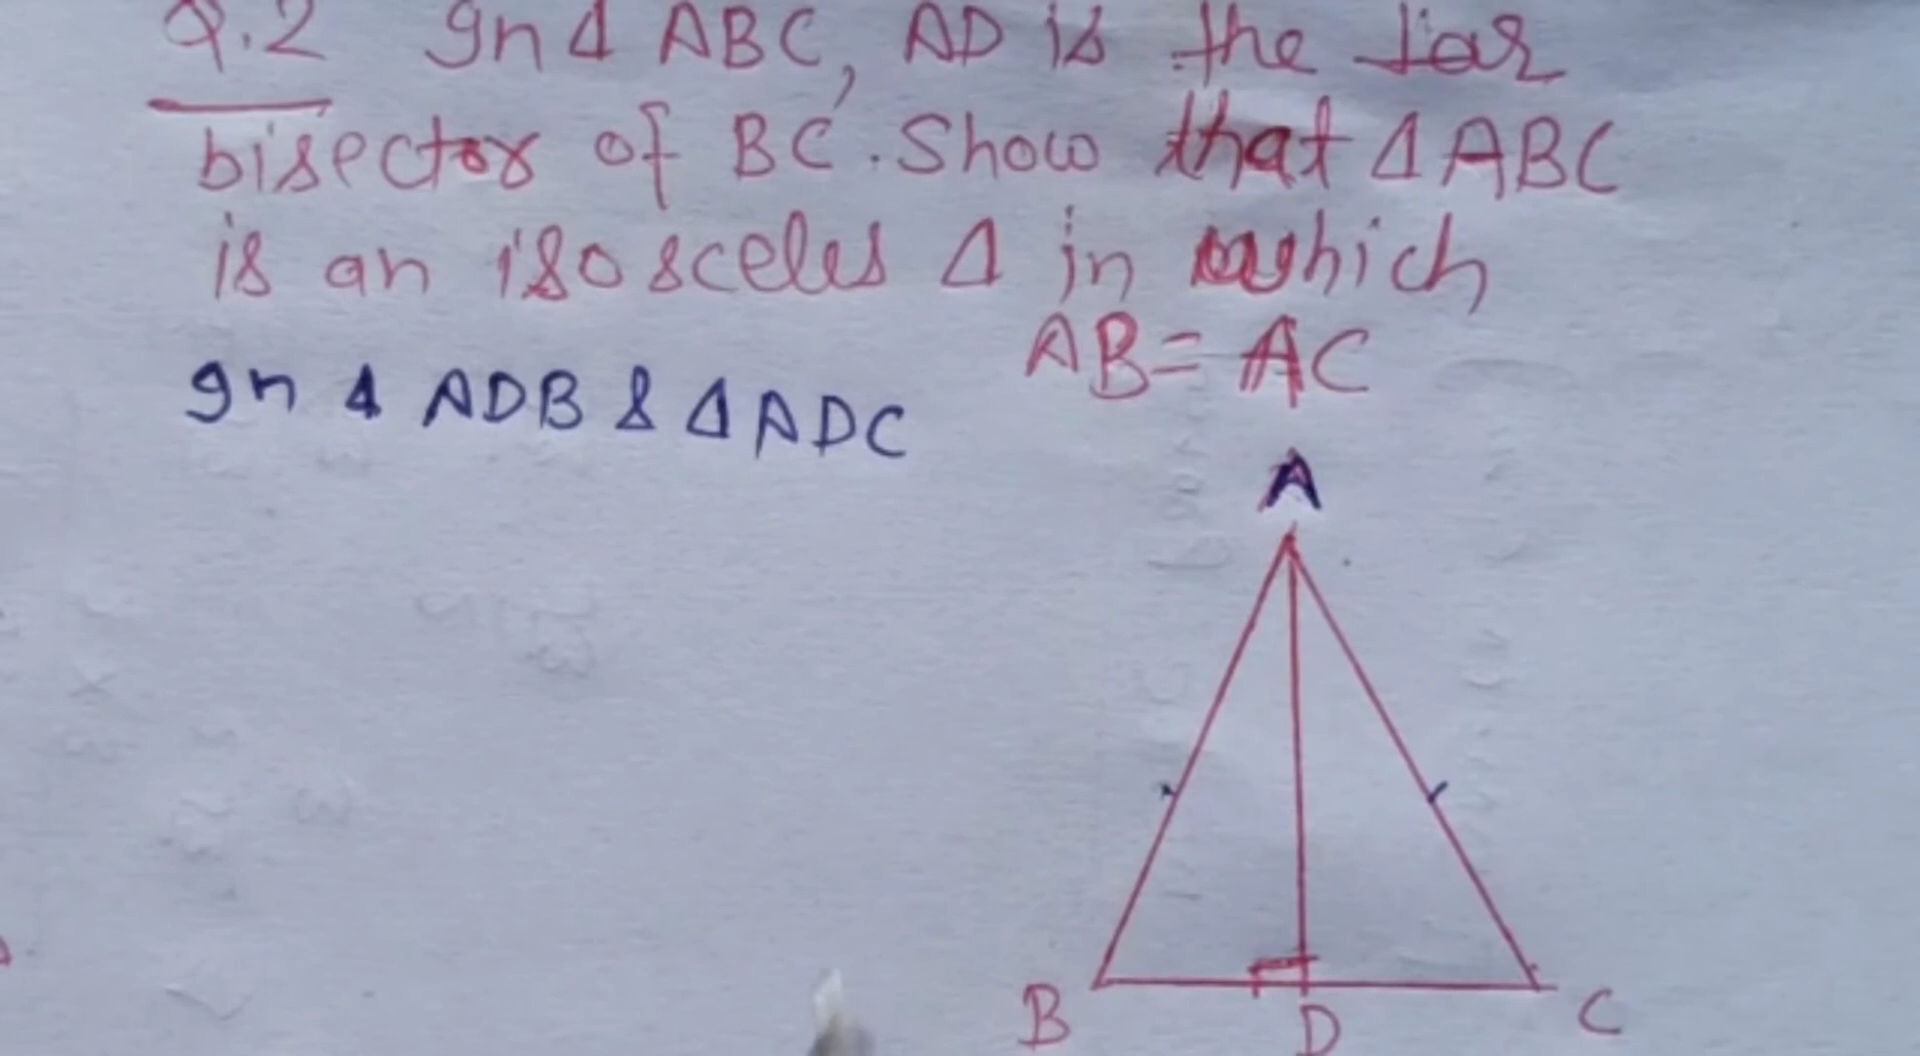 Q.2 In Δ ABC, AD is the ⊥ar
bisector of BC. Show that Δ ABC
is an isosceles Δ in which
AB = AC
In Δ ADB & Δ ADC
A
B D C